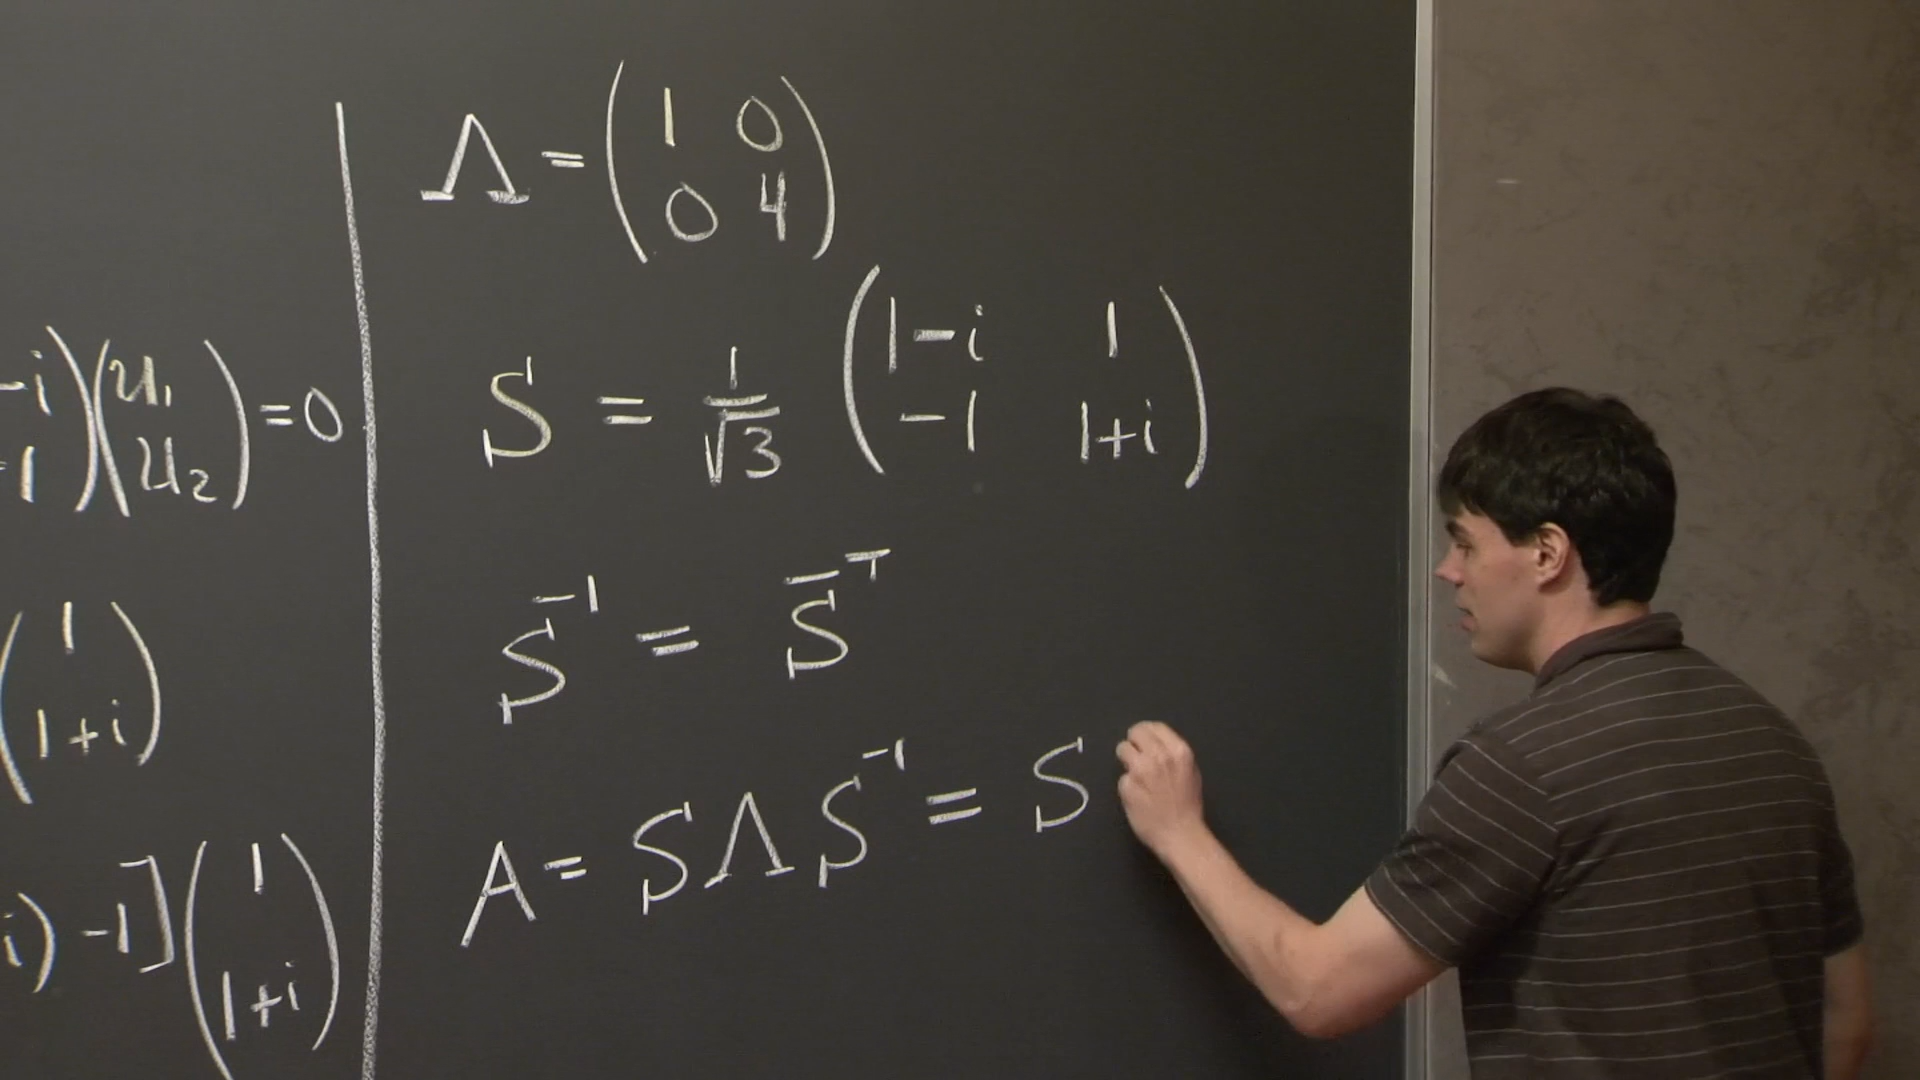 Λ = ( 1 0
0 4 )
-i)(u₁
-1)(u₂) = 0
S = 1/√3 ( 1-i 1
-1 1+i )
S⁻¹ = S̄ᵀ
( 1
1+i )
A = SΛS⁻¹ = S
i) -1] ( 1
1+i )